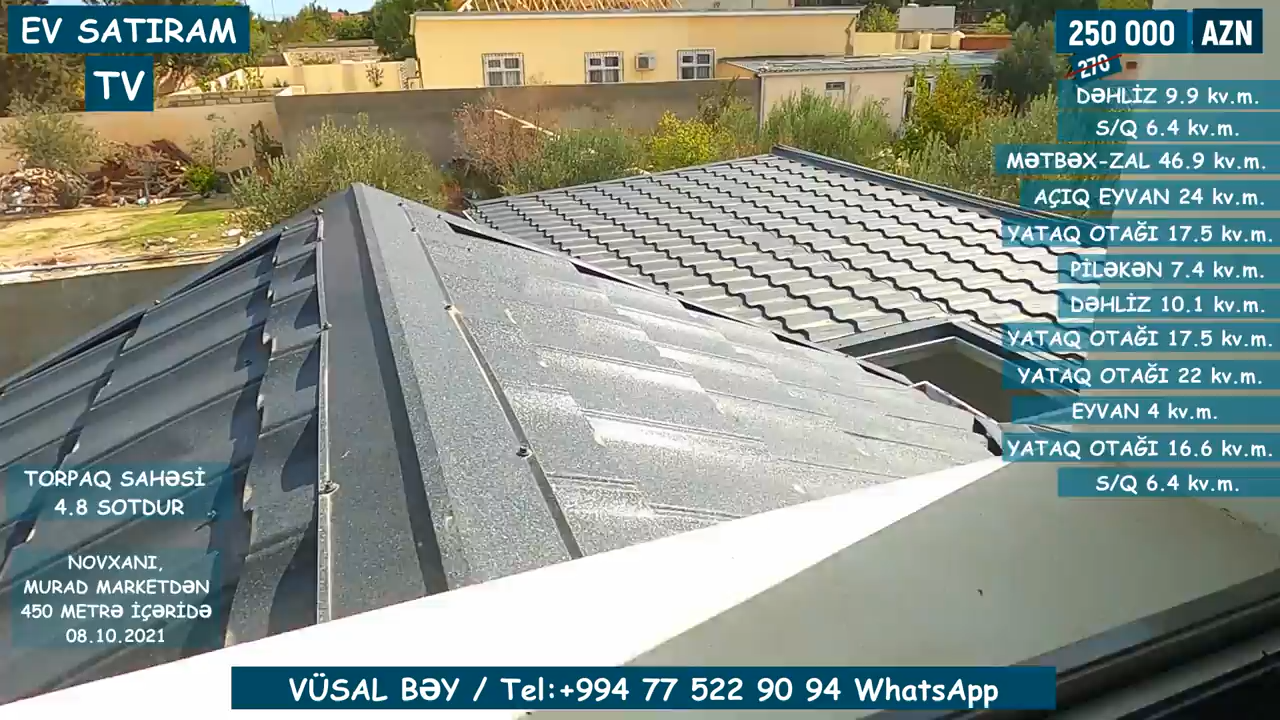 EV SATIRAM
TV
250 000 AZN
270
DƏHLİZ 9.9 kv.m.
S/Q 6.4 kv.m.
MƏTBƏX-ZAL 46.9 kv.m.
AÇIQ EYVAN 24 kv.m.
YATAQ OTAĞI 17.5 kv.m.
PİLƏKƏN 7.4 kv.m.
DƏHLİZ 10.1 kv.m.
YATAQ OTAĞI 17.5 kv.m.
YATAQ OTAĞI 22 kv.m.
EYVAN 4 kv.m.
YATAQ OTAĞI 16.6 kv.m.
S/Q 6.4 kv.m.
TORPAQ SAHƏSİ
4.8 SOTDUR
NOVXANI,
MURAD MARKETDƏN
450 METRƏ İÇƏRİDƏ
08.10.2021
VÜSAL BƏY / Tel:+994 77 522 90 94 WhatsApp